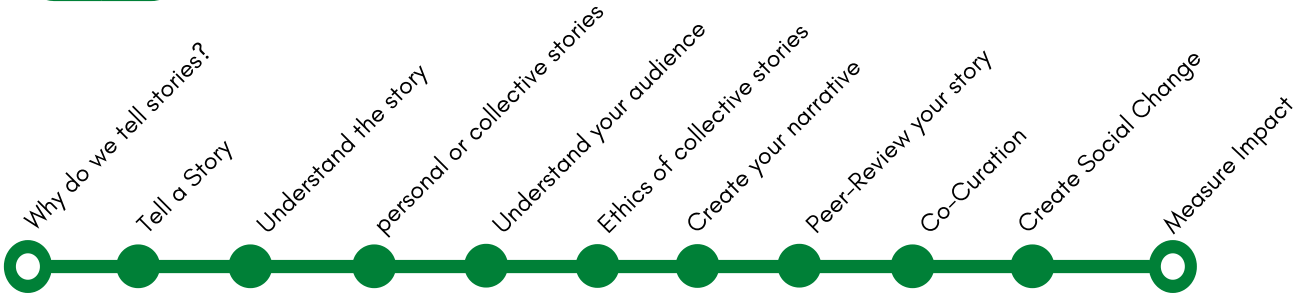 Why do we tell stories?
Tell a Story
Understand the story
personal or collective stories
Understand your audience
Ethics of collective stories
Create your narrative
Peer-Review your story
Co-Curation
Create Social Change
Measure Impact